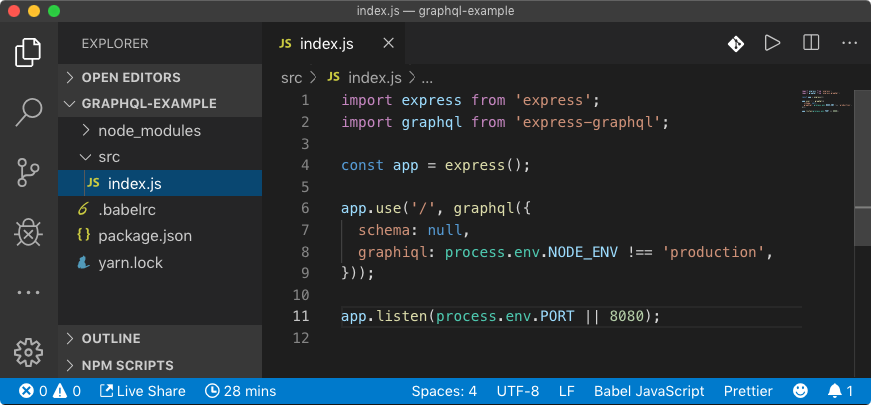 index.js — graphql-example
EXPLORER
OPEN EDITORS
GRAPHQL-EXAMPLE
node_modules
src
JS index.js
.babelrc
{} package.json
yarn.lock
OUTLINE
NPM SCRIPTS
JS index.js
src > JS index.js > ...
1 import express from 'express';
2 import graphql from 'express-graphql';
3
4 const app = express();
5
6 app.use('/', graphql({
7 schema: null,
8 graphiql: process.env.NODE_ENV !== 'production',
9 }));
10
11 app.listen(process.env.PORT || 8080);
12
0 0 Live Share 28 mins Spaces: 4 UTF-8 LF Babel JavaScript Prettier 1